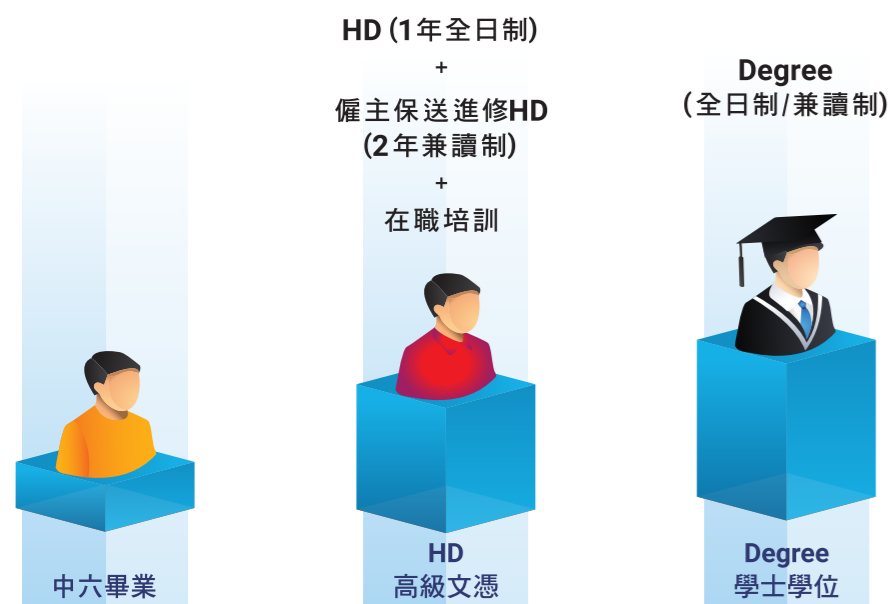 HD (1年全日制)
+
僱主保送進修HD
(2年兼讀制)
+
在職培訓
Degree
(全日制/兼讀制)
中六畢業
HD
高級文憑
Degree
學士學位